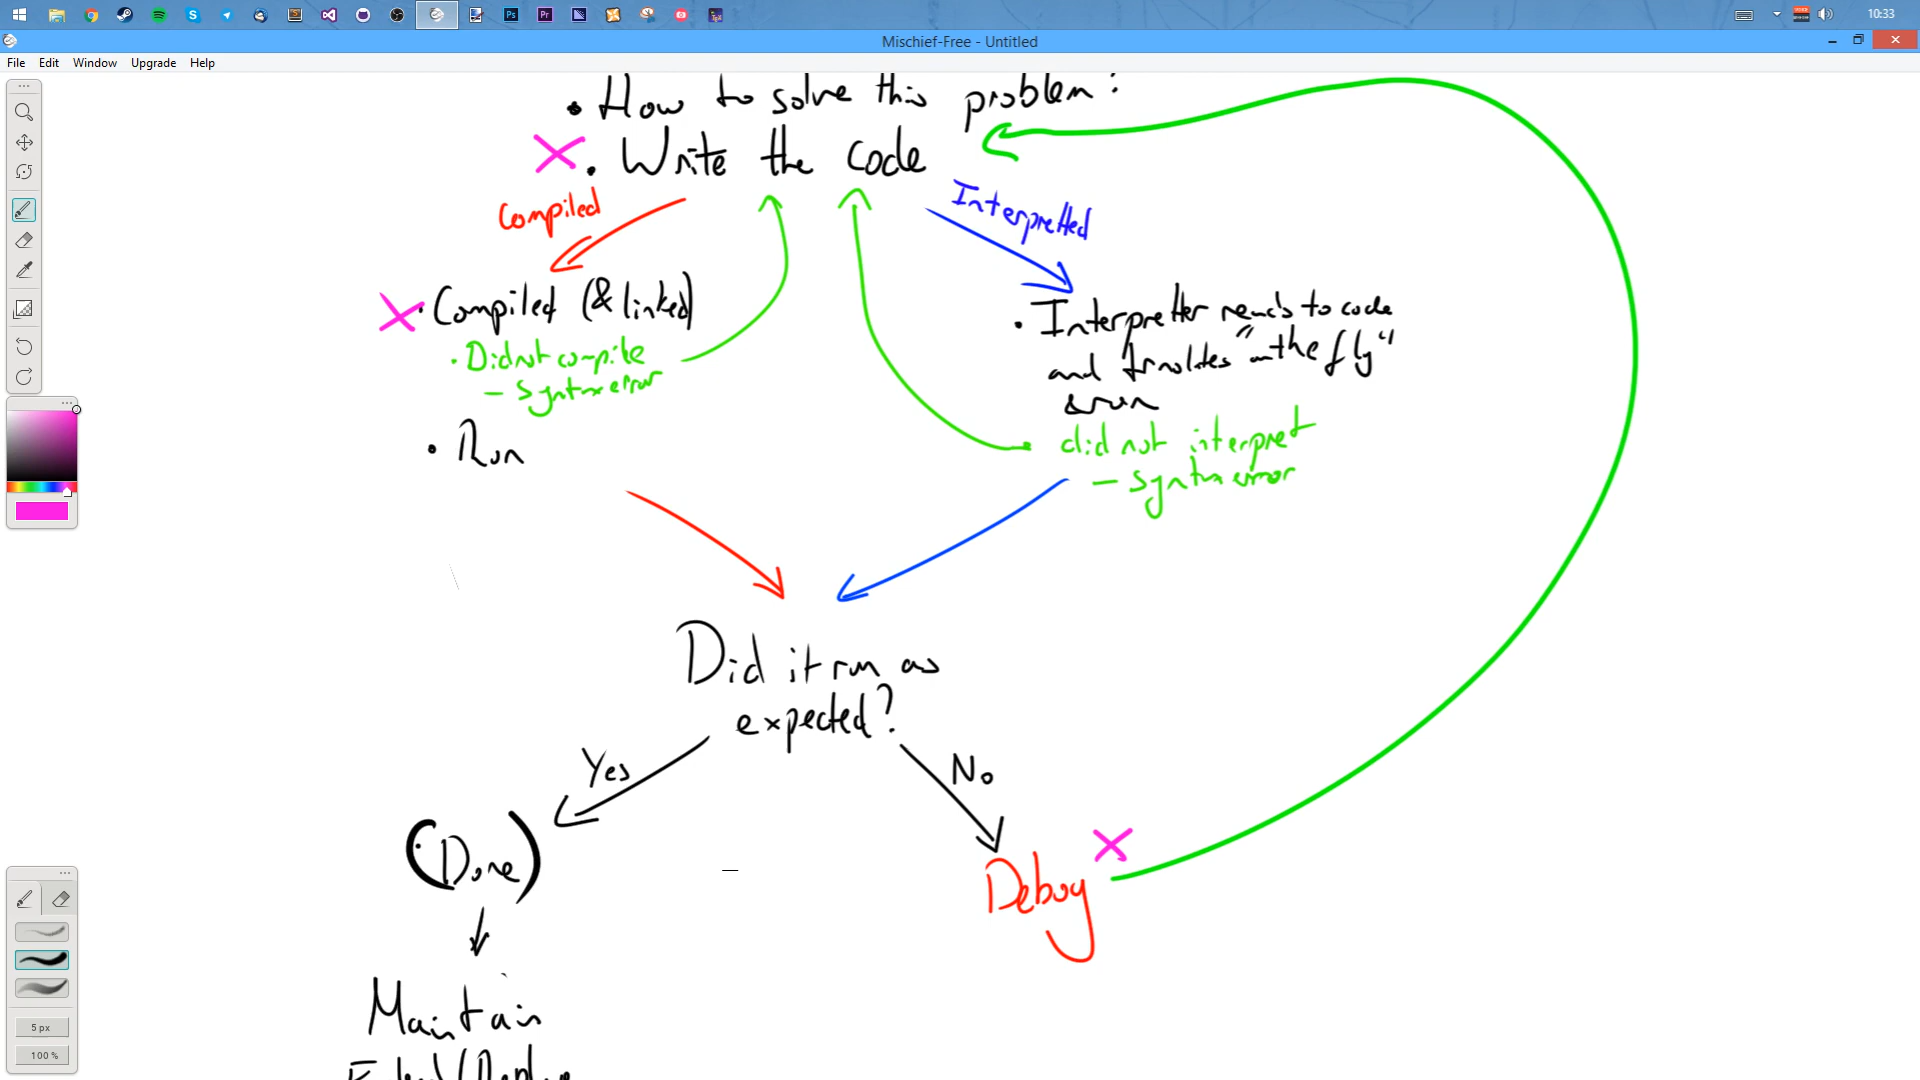 10:33
Mischief-Free - Untitled
File Edit Window Upgrade Help
• How to solve this problem?
• Write the code
Compiled
Interpretted
• Compiled (& linked)
• Did not compile
- Syntax error
• Run
• Interpretter reads to code
and "on the fly"
& run
did not interpret
- syntax error
Did it run as
expected?
Yes
No
(Done)
Debug
Maintain
5 px
100 %